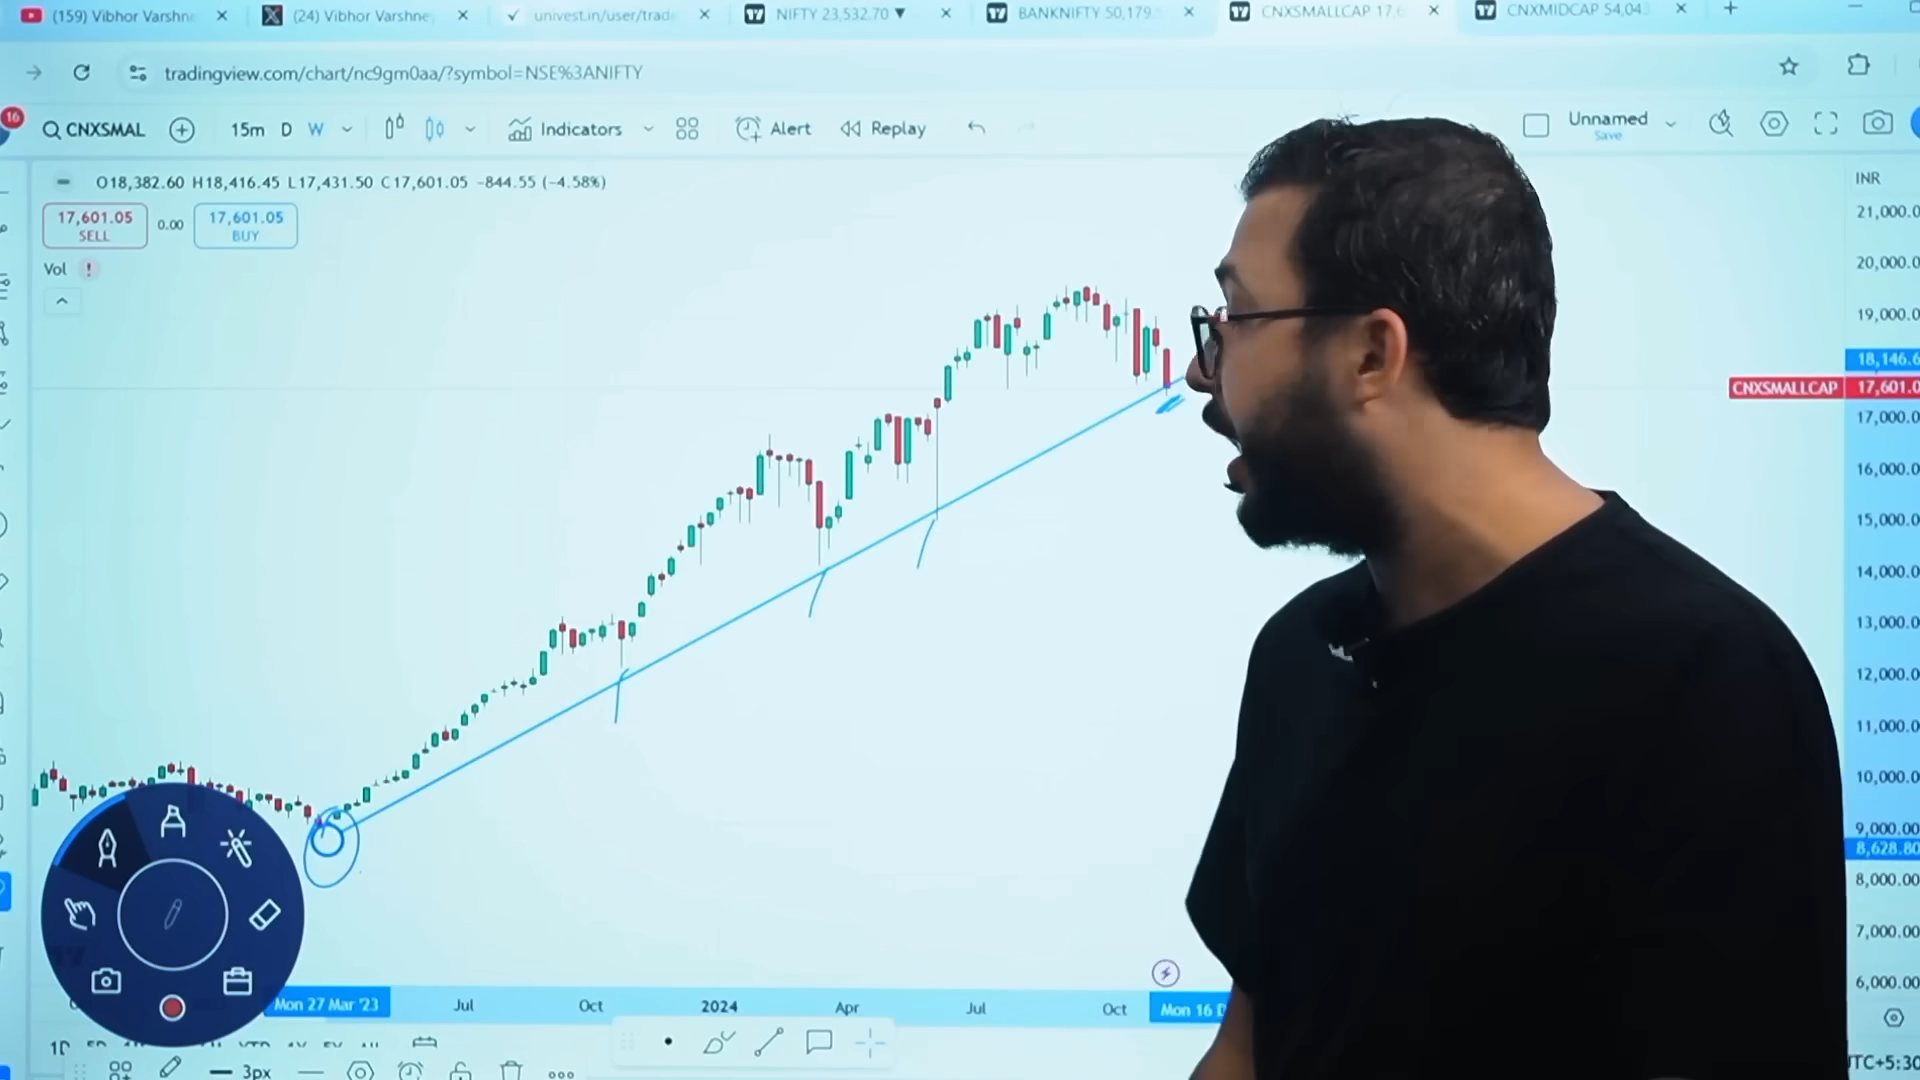 (159) Vibhor Varshne
(24) Vibhor Varshne
univest.in/user/trad
NIFTY 23,532.70 ▼
BANKNIFTY 50,179.
CNXSMALLCAP 17,6
CNXMIDCAP 54,04
tradingview.com/chart/nc9gm0aa/?symbol=NSE%3ANIFTY
16
CNXSMAL
15m D W
Indicators
Alert
Replay
Unnamed
Save
O18,382.60 H18,416.45 L17,431.50 C17,601.05 −844.55 (−4.58%)
INR
17,601.05
SELL
0.00
17,601.05
BUY
Vol !
21,000.0
20,000.0
19,000.0
18,146.6
CNXSMALLCAP 17,601.0
17,000.0
16,000.0
15,000.0
14,000.0
13,000.0
12,000.0
11,000.0
10,000.0
9,000.00
8,628.80
8,000.00
7,000.00
6,000.00
Mon 27 Mar '23
Jul
Oct
2024
Apr
Jul
Oct
Mon 16 D
3px
UTC+5:30